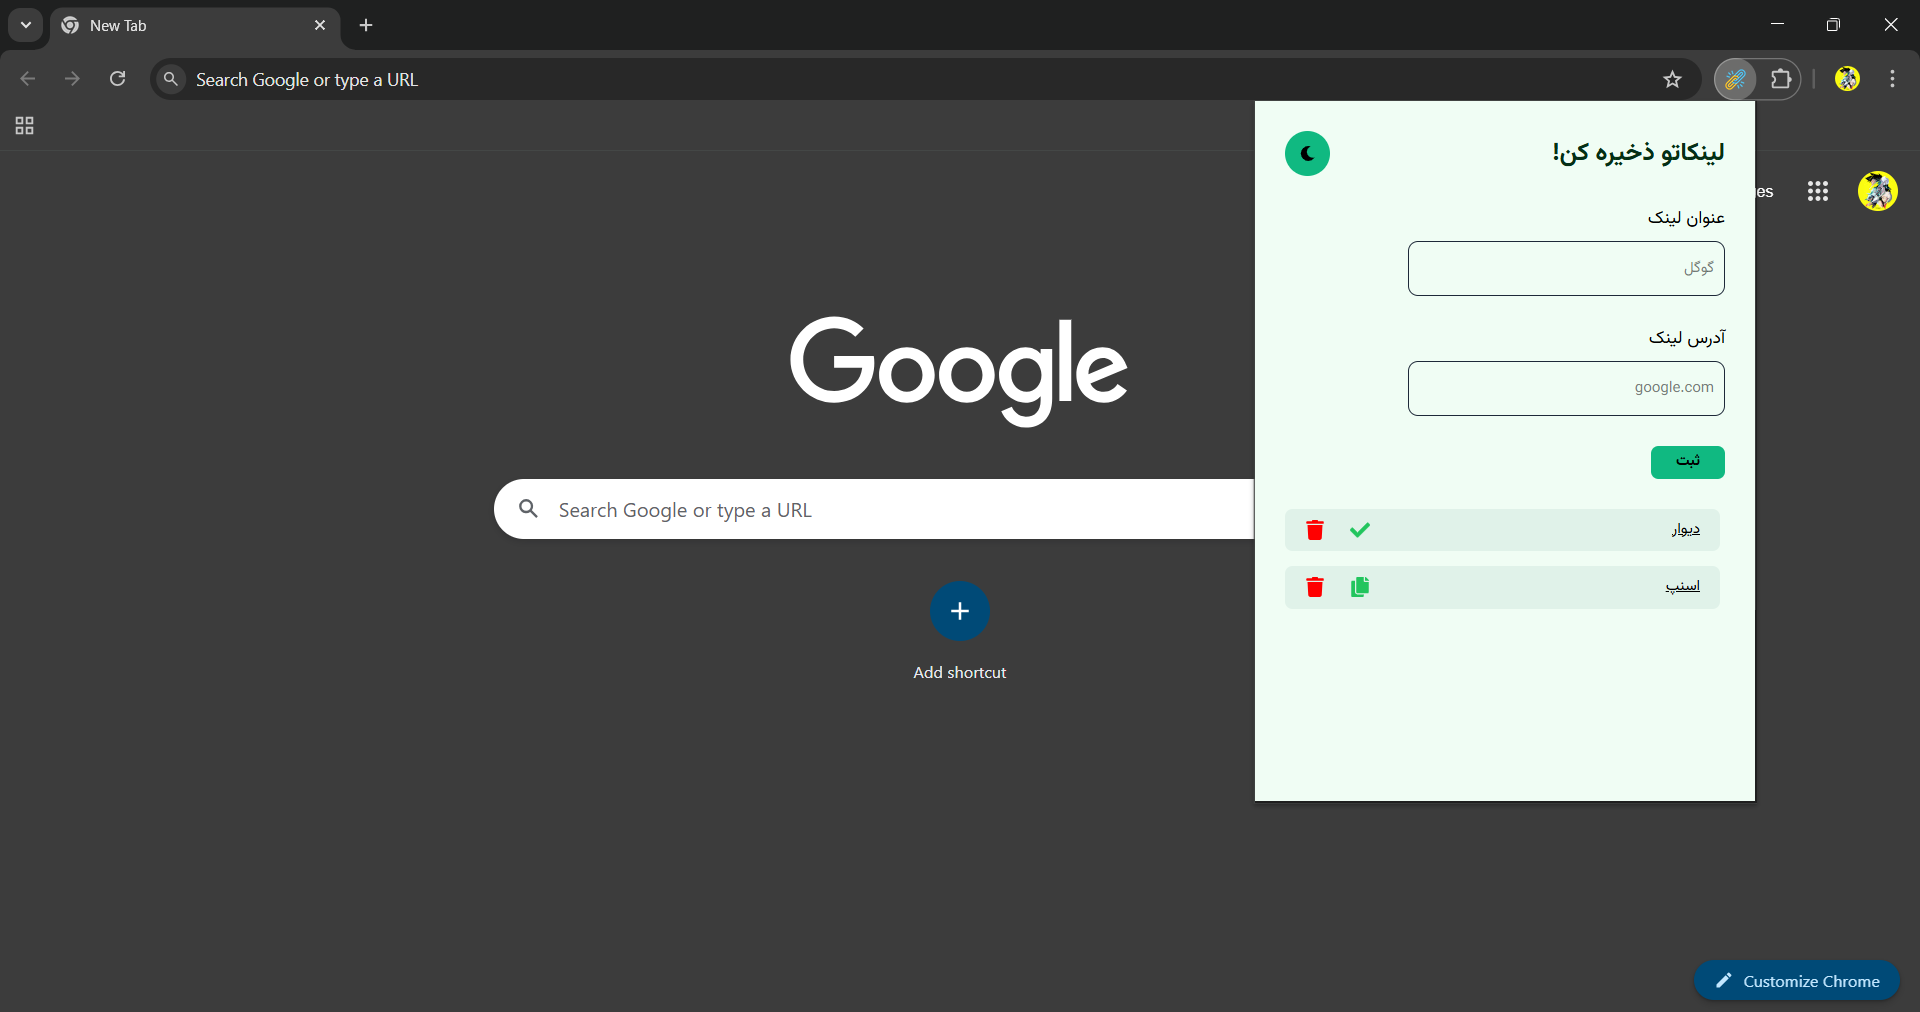 New Tab
Search Google or type a URL
لینکاتو ذخیره کن!
عنوان لینک
گوگل
آدرس لینک
google.com
ثبت
دیوار
اسنپ
Google
Search Google or type a URL
Add shortcut
Customize Chrome